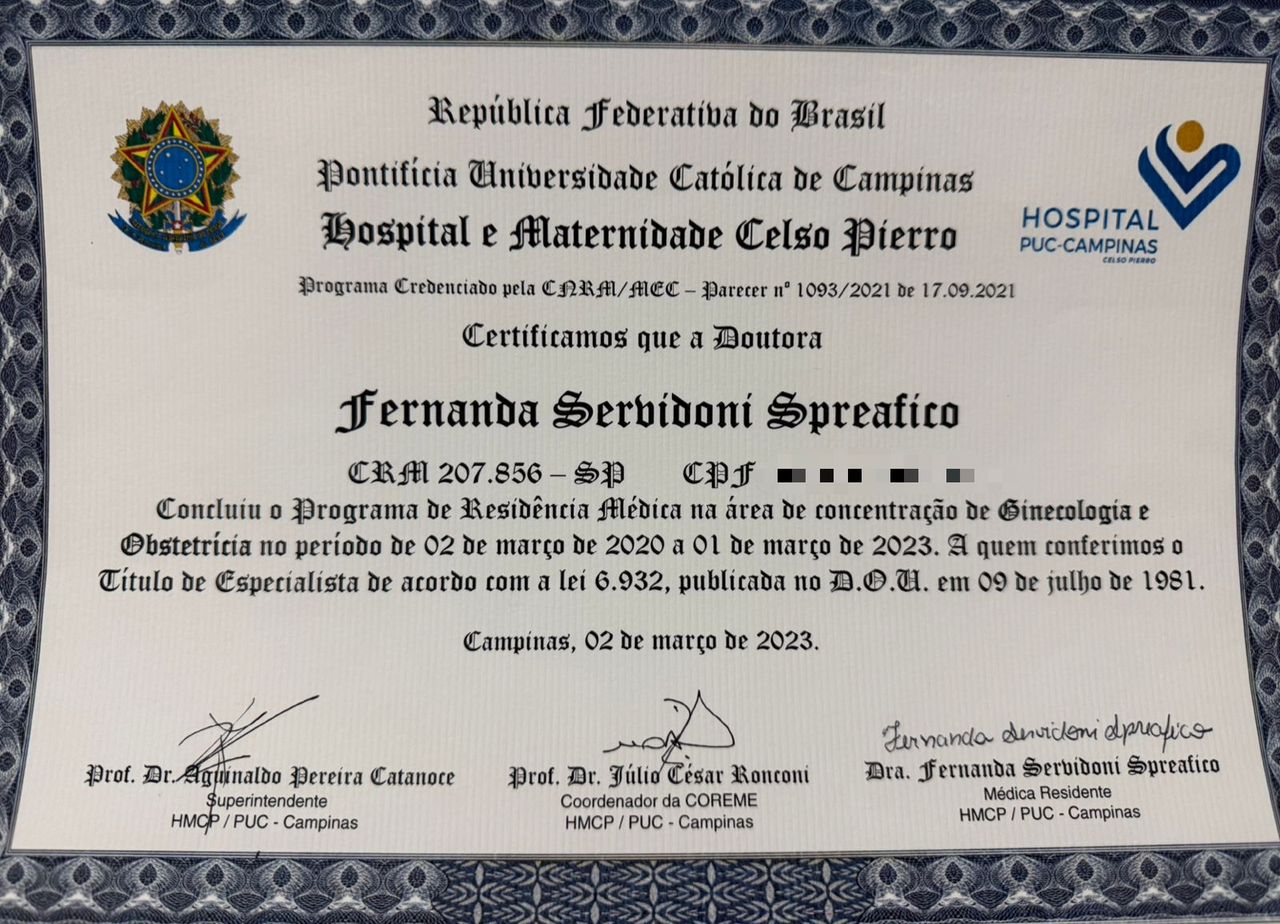 República Federativa do Brasil
Pontifícia Universidade Católica de Campinas
Hospital e Maternidade Celso Pierro
HOSPITAL
PUC-CAMPINAS
CELSO PIERRO
Programa Credenciado pela CNRM/MEC – Parecer nº 1093/2021 de 17.09.2021
Certificamos que a Doutora
Fernanda Servidoni Spreafico
CRM 207.856 – SP CPF
Concluiu o Programa de Residência Médica na área de concentração de Ginecologia e
Obstetrícia no período de 02 de março de 2020 a 01 de março de 2023. A quem conferimos o
Título de Especialista de acordo com a lei 6.932, publicada no D.O.U. em 09 de julho de 1981.
Campinas, 02 de março de 2023.
Fernanda Servidoni Spreafico
Prof. Dr. Aguinaldo Pereira Catanoce
Superintendente
HMCP / PUC - Campinas
Prof. Dr. Júlio César Ronconi
Coordenador da COREME
HMCP / PUC - Campinas
Dra. Fernanda Servidoni Spreafico
Médica Residente
HMCP / PUC - Campinas